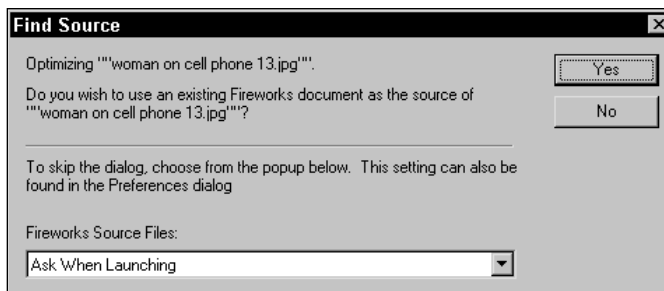 Find Source
Optimizing ""'woman on cell phone 13.jpg'"".
Yes
Do you wish to use an existing Fireworks document as the source of
""'woman on cell phone 13.jpg'""?
No
To skip the dialog, choose from the popup below. This setting can also be
found in the Preferences dialog
Fireworks Source Files:
Ask When Launching